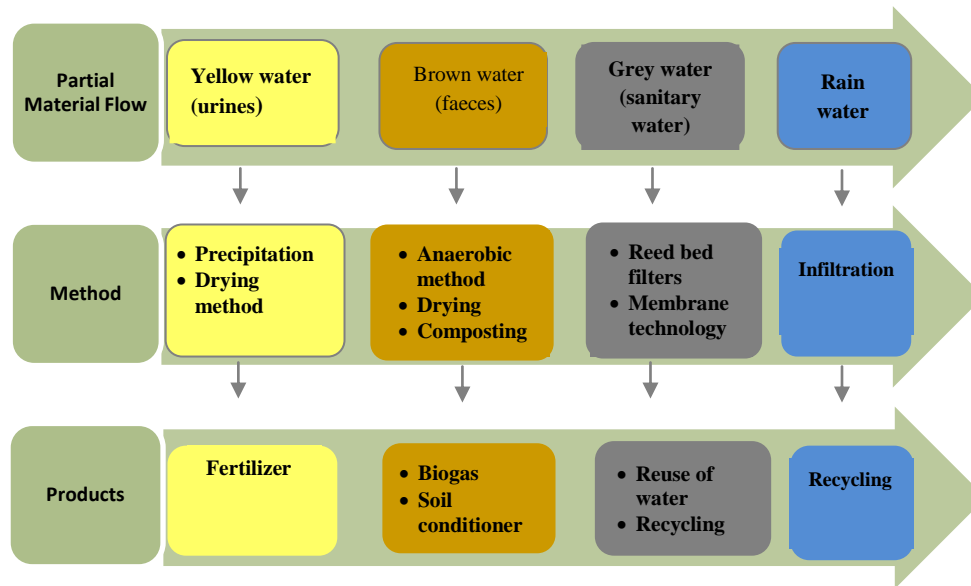 Partial
Material Flow
Yellow water
(urines)
Brown water
(faeces)
Grey water
(sanitary
water)
Rain
water
Method
• Precipitation
• Drying
method
• Anaerobic
method
• Drying
• Composting
• Reed bed
filters
• Membrane
technology
Infiltration
Products
Fertilizer
• Biogas
• Soil
conditioner
• Reuse of
water
• Recycling
Recycling